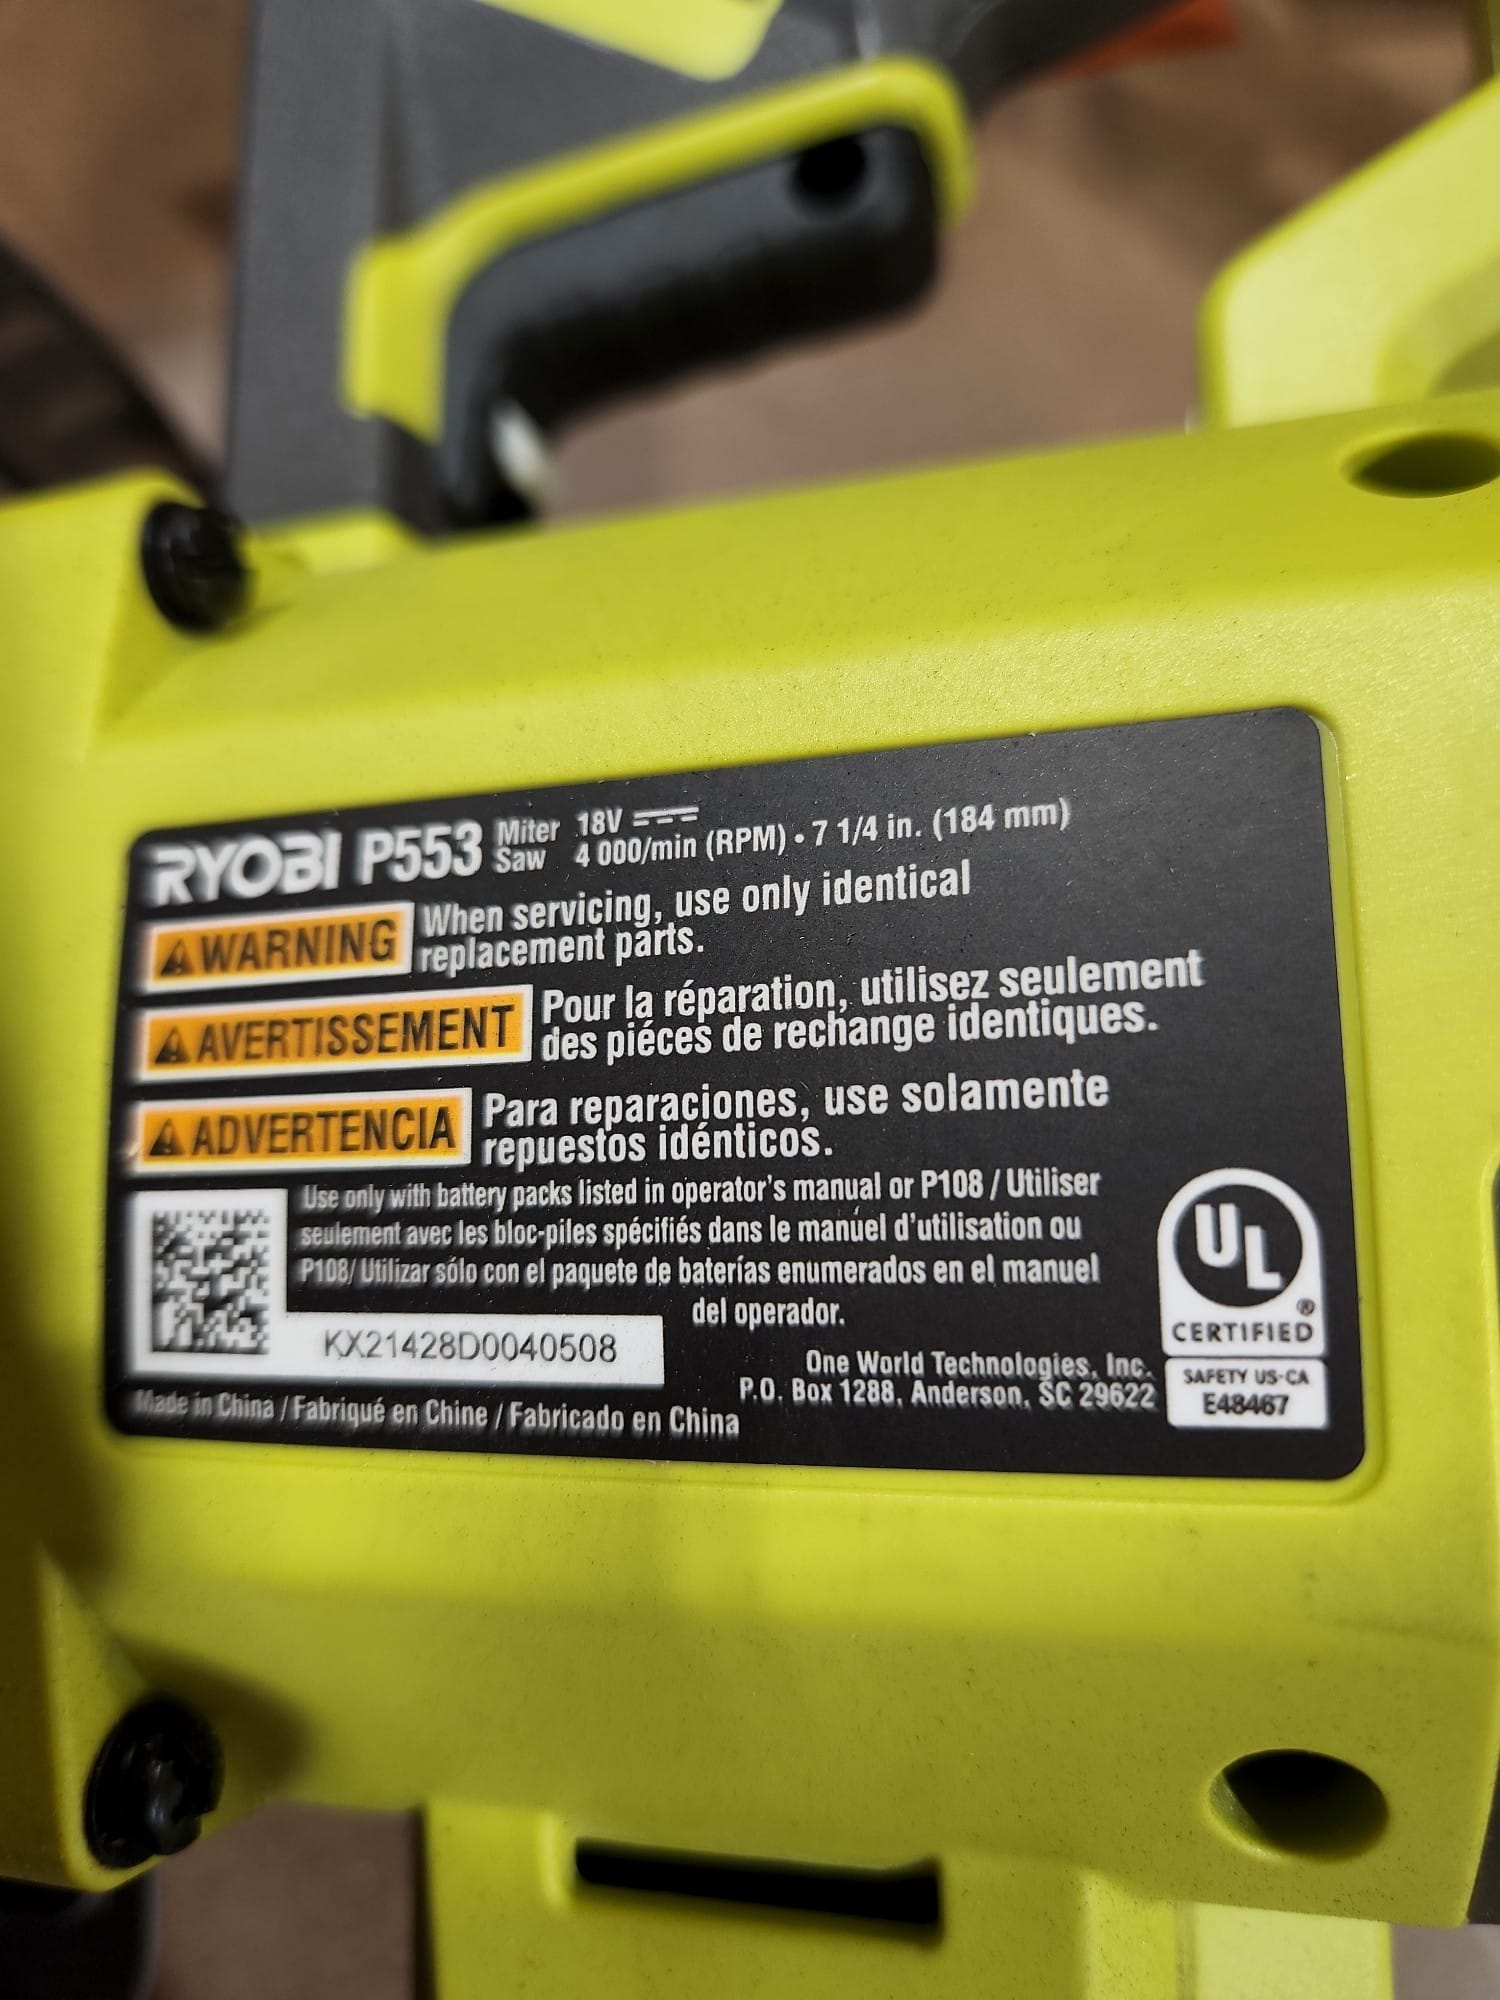 RYOBI P553 Miter Saw 18V
4 000/min (RPM) • 7 1/4 in. (184 mm)
WARNING When servicing, use only identical
replacement parts.
AVERTISSEMENT Pour la réparation, utilisez seulement
des piéces de rechange identiques.
ADVERTENCIA Para reparaciones, use solamente
repuestos idénticos.
Use only with battery packs listed in operator's manual or P108 / Utiliser
seulement avec les bloc-piles spécifiés dans le manuel d'utilisation ou
P108/ Utilizar sólo con el paquete de baterías enumerados en el manuel
del operador.
KX21428D0040508
One World Technologies, Inc.
P.O. Box 1288, Anderson, SC 29622
Made in China / Fabriqué en Chine / Fabricado en China
UL ®
CERTIFIED
SAFETY US-CA
E48467